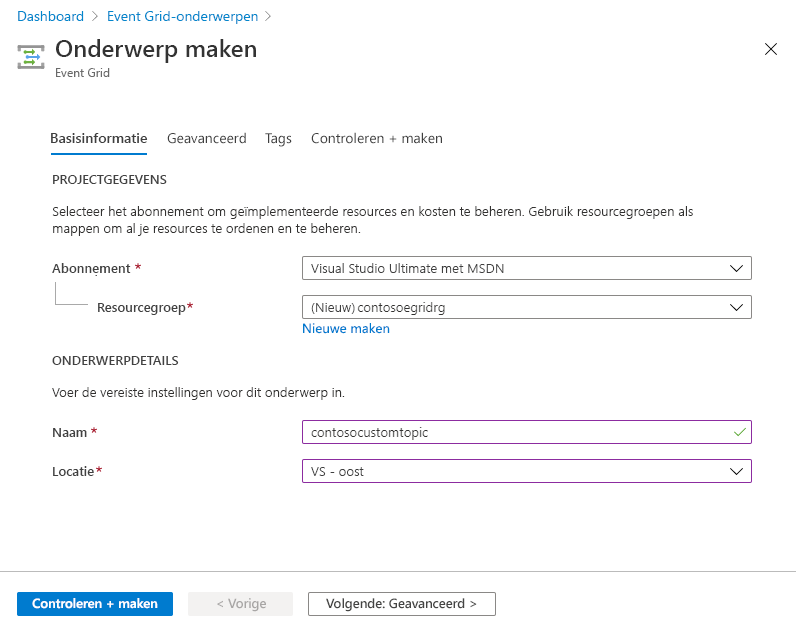 Dashboard > Event Grid-onderwerpen >
Onderwerp maken
Event Grid
Basisinformatie Geavanceerd Tags Controleren + maken
PROJECTGEGEVENS
Selecteer het abonnement om geïmplementeerde resources en kosten te beheren. Gebruik resourcegroepen als
mappen om al je resources te ordenen en te beheren.
Abonnement * Visual Studio Ultimate met MSDN
Resourcegroep* (Nieuw) contosoegridrg
Nieuwe maken
ONDERWERPDETAILS
Voer de vereiste instellingen voor dit onderwerp in.
Naam * contosocustomtopic
Locatie* VS - oost
Controleren + maken < Vorige Volgende: Geavanceerd >